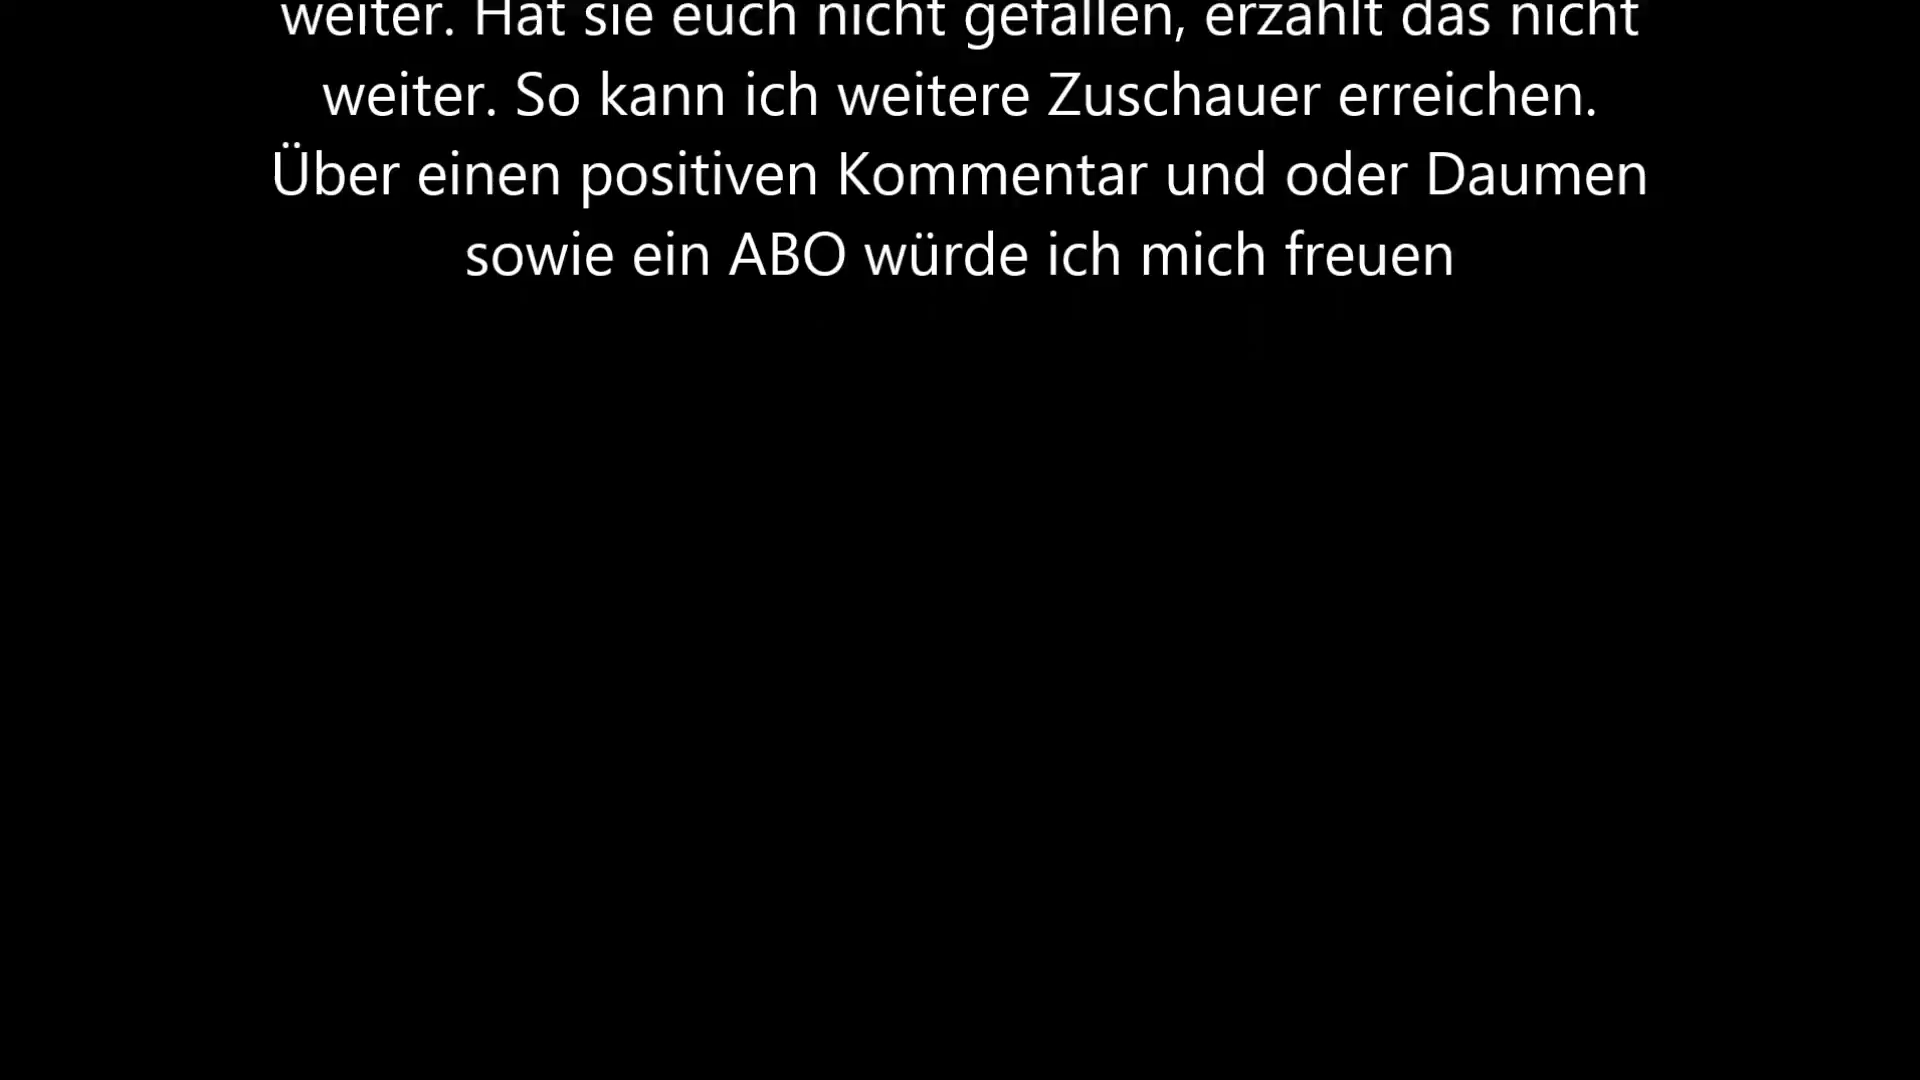 weiter. Hat sie euch nicht gefallen, erzählt das nicht
weiter. So kann ich weitere Zuschauer erreichen.
Über einen positiven Kommentar und oder Daumen
sowie ein ABO würde ich mich freuen